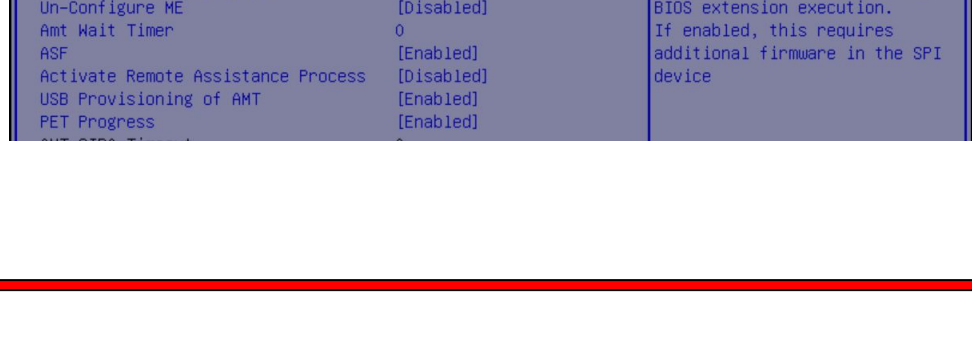 Un-Configure ME [Disabled]
Amt Wait Timer 0
ASF [Enabled]
Activate Remote Assistance Process [Disabled]
USB Provisioning of AMT [Enabled]
PET Progress [Enabled]
BIOS extension execution.
If enabled, this requires
additional firmware in the SPI
device